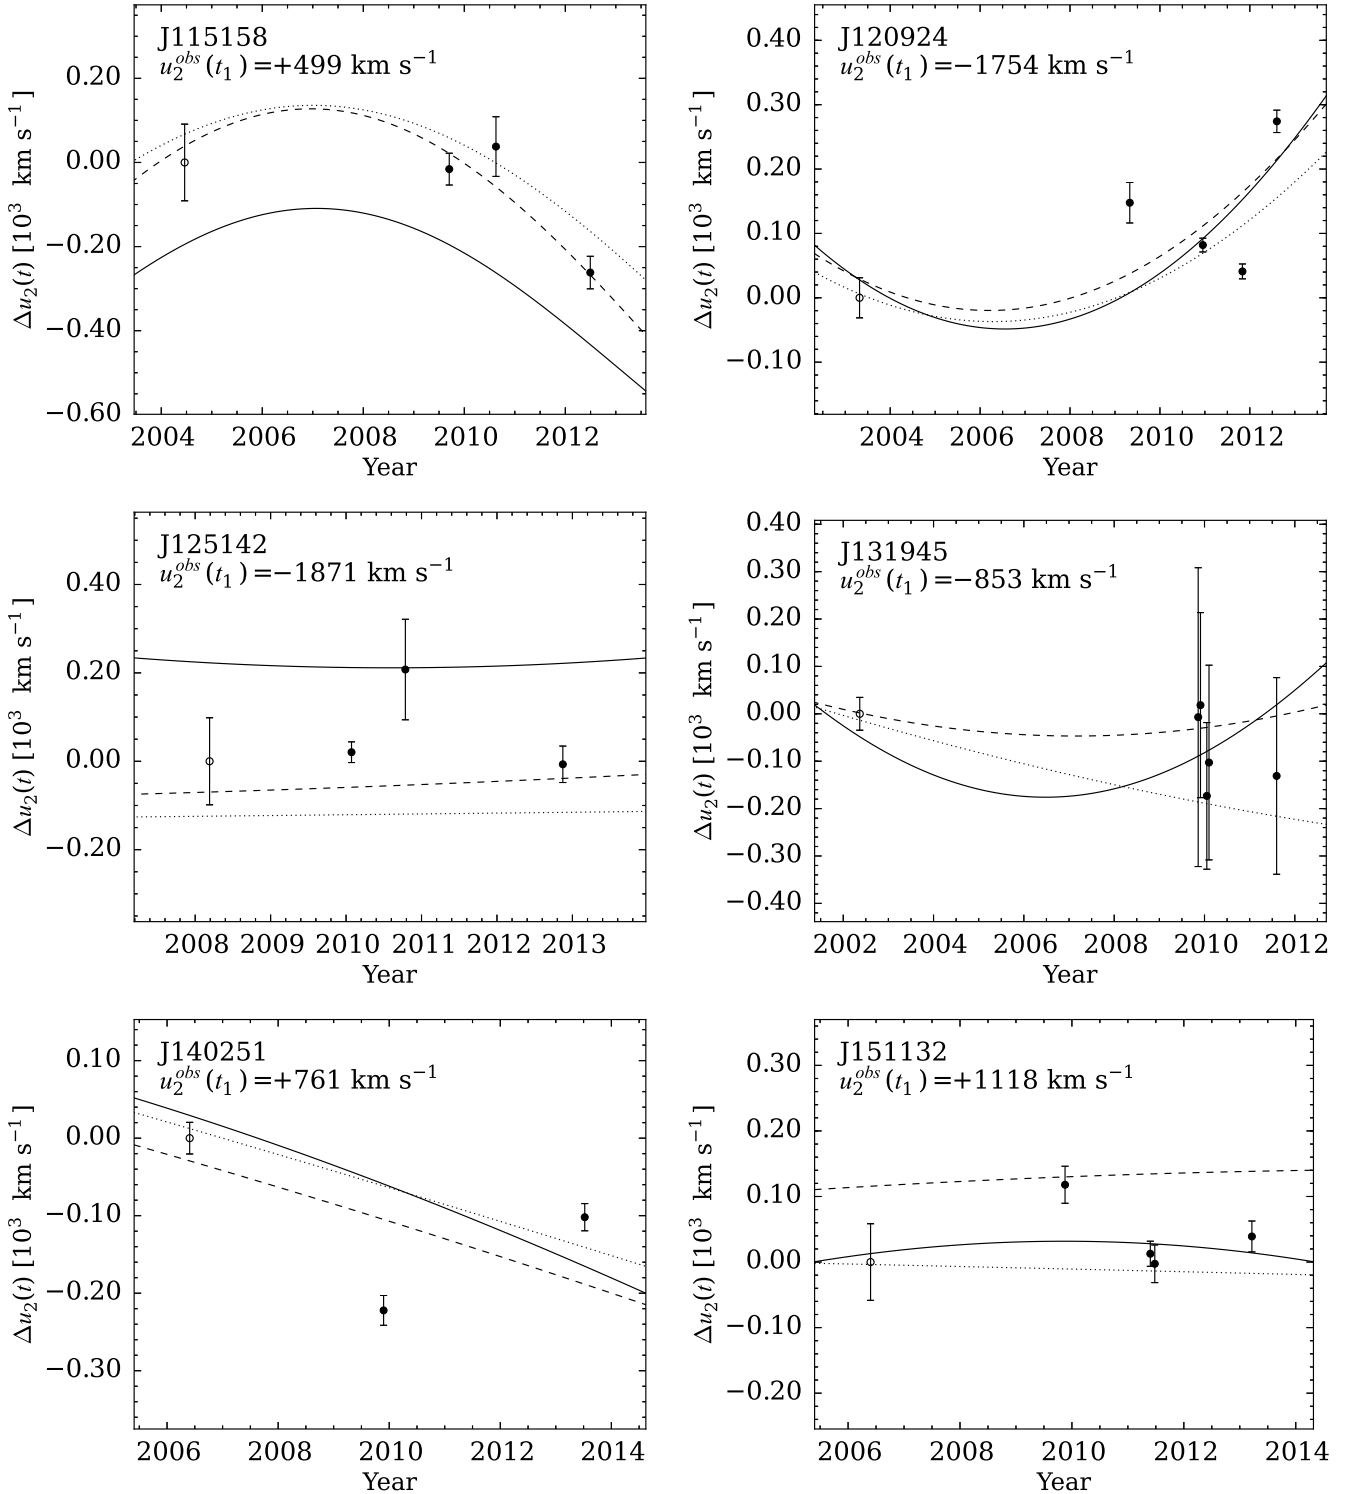 J115158
u₂ᵒᵇˢ(t₁)=+499 km s⁻¹
Δu₂(t) [10³ km s⁻¹]
0.20
0.00
−0.20
−0.40
−0.60
2004 2006 2008 2010 2012
Year
J120924
u₂ᵒᵇˢ(t₁)=−1754 km s⁻¹
Δu₂(t) [10³ km s⁻¹]
0.40
0.30
0.20
0.10
0.00
−0.10
2004 2006 2008 2010 2012
Year
J125142
u₂ᵒᵇˢ(t₁)=−1871 km s⁻¹
Δu₂(t) [10³ km s⁻¹]
0.40
0.20
0.00
−0.20
2008 2009 2010 2011 2012 2013
Year
J131945
u₂ᵒᵇˢ(t₁)=−853 km s⁻¹
Δu₂(t) [10³ km s⁻¹]
0.40
0.30
0.20
0.10
0.00
−0.10
−0.20
−0.30
−0.40
2002 2004 2006 2008 2010 2012
Year
J140251
u₂ᵒᵇˢ(t₁)=+761 km s⁻¹
Δu₂(t) [10³ km s⁻¹]
0.10
0.00
−0.10
−0.20
−0.30
2006 2008 2010 2012 2014
Year
J151132
u₂ᵒᵇˢ(t₁)=+1118 km s⁻¹
Δu₂(t) [10³ km s⁻¹]
0.30
0.20
0.10
0.00
−0.10
−0.20
2006 2008 2010 2012 2014
Year